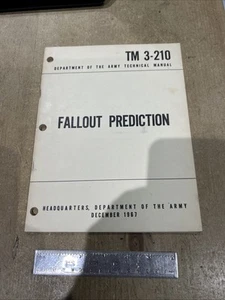 TM 3-210
DEPARTMENT OF THE ARMY TECHNICAL MANUAL
FALLOUT PREDICTION
HEADQUARTERS, DEPARTMENT OF THE ARMY
DECEMBER 1967